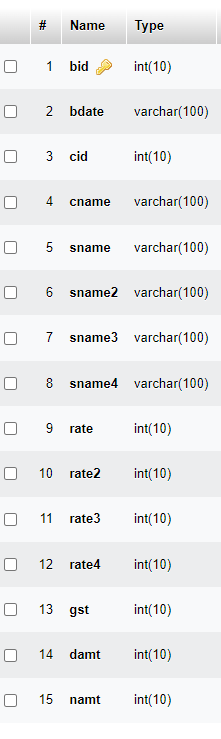 # Name Type
1 bid int(10)
2 bdate varchar(100)
3 cid int(10)
4 cname varchar(100)
5 sname varchar(100)
6 sname2 varchar(100)
7 sname3 varchar(100)
8 sname4 varchar(100)
9 rate int(10)
10 rate2 int(10)
11 rate3 int(10)
12 rate4 int(10)
13 gst int(10)
14 damt int(10)
15 namt int(10)